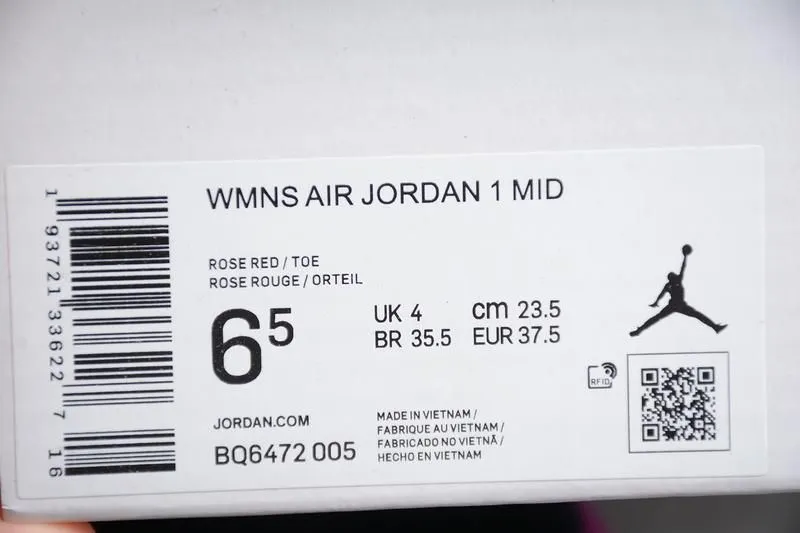 WMNS AIR JORDAN 1 MID
ROSE RED / TOE
ROSE ROUGE / ORTEIL
6⁵
UK 4 cm 23.5
BR 35.5 EUR 37.5
RFID
JORDAN.COM
BQ6472 005
MADE IN VIETNAM /
FABRIQUE AU VIETNAM /
FABRICADO NO VIETNÃ /
HECHO EN VIETNAM
1 93721 33622 7 16